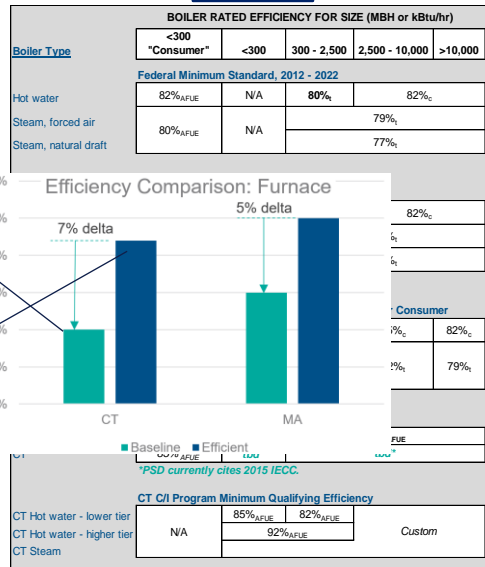 BOILER RATED EFFICIENCY FOR SIZE (MBH or kBtu/hr)
Boiler Type <300 "Consumer" <300 300 - 2,500 2,500 - 10,000 >10,000
Federal Minimum Standard, 2012 - 2022
Hot water 82%AFUE N/A 80%t 82%c
Steam, forced air 80%AFUE N/A 79%t
Steam, natural draft 77%t
Efficiency Comparison: Furnace
7% delta
5% delta
82%c
Consumer
82%c
79%t
CT MA
Baseline Efficient
*PSD currently cites 2015 IECC.
CT C/I Program Minimum Qualifying Efficiency
CT Hot water - lower tier N/A 85%AFUE 82%AFUE Custom
CT Hot water - higher tier 92%AFUE
CT Steam